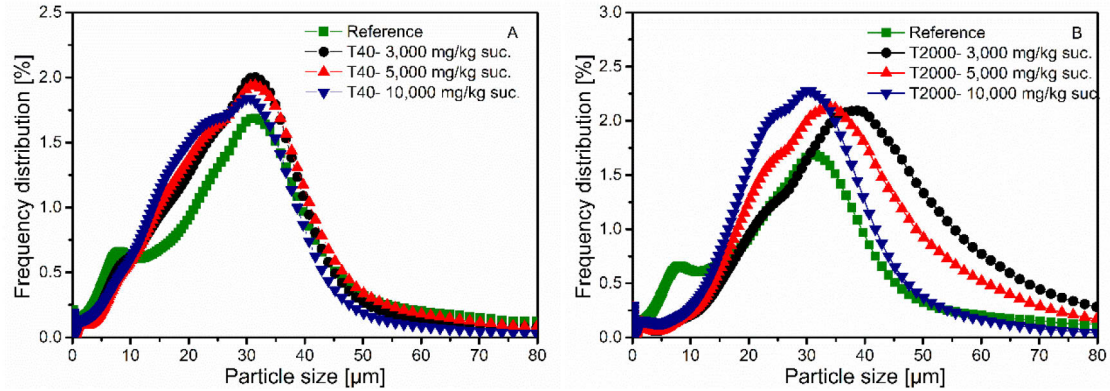 A
Reference
T40- 3,000 mg/kg suc.
T40- 5,000 mg/kg suc.
T40- 10,000 mg/kg suc.
Frequency distribution [%]
2.5
2.0
1.5
1.0
0.5
0.0
0 10 20 30 40 50 60 70 80
Particle size [µm]
B
Reference
T2000- 3,000 mg/kg suc.
T2000- 5,000 mg/kg suc.
T2000- 10,000 mg/kg suc.
Frequency distribution [%]
3.0
2.5
2.0
1.5
1.0
0.5
0.0
0 10 20 30 40 50 60 70 80
Particle size [µm]